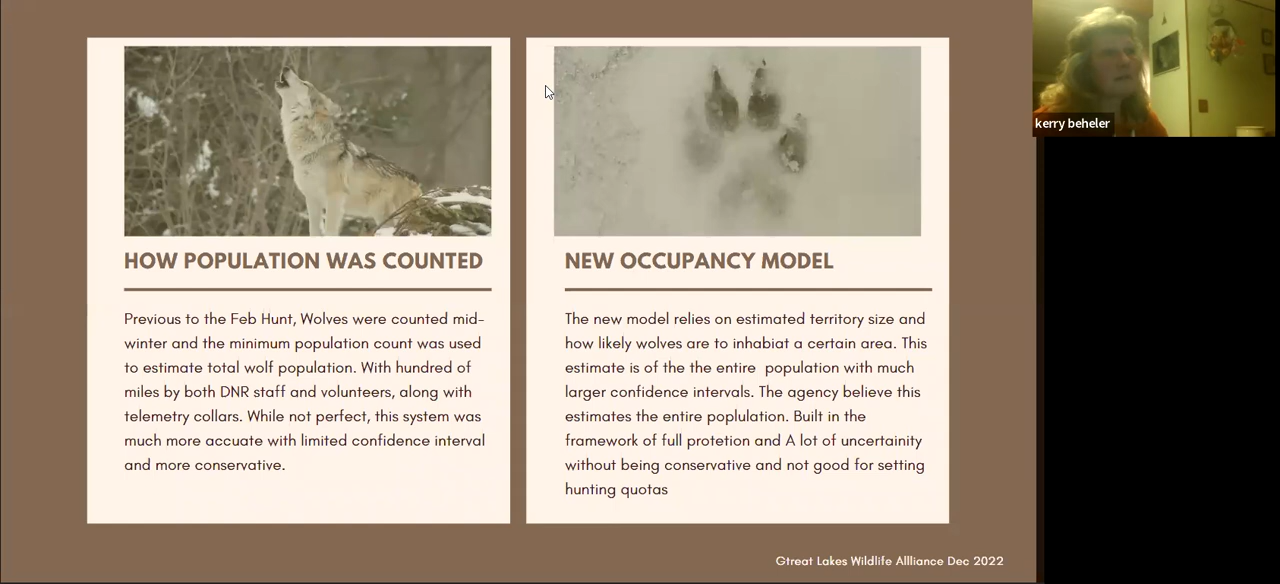 kerry beheler
HOW POPULATION WAS COUNTED
Previous to the Feb Hunt, Wolves were counted mid-
winter and the minimum population count was used
to estimate total wolf population. With hundred of
miles by both DNR staff and volunteers, along with
telemetry collars. While not perfect, this system was
much more accuate with limited confidence interval
and more conservative.
NEW OCCUPANCY MODEL
The new model relies on estimated territory size and
how likely wolves are to inhabiat a certain area. This
estimate is of the the entire population with much
larger confidence intervals. The agency believe this
estimates the entire poplulation. Built in the
framework of full protetion and A lot of uncertainity
without being conservative and not good for setting
hunting quotas
Gtreat Lakes Wildlife Allliance Dec 2022